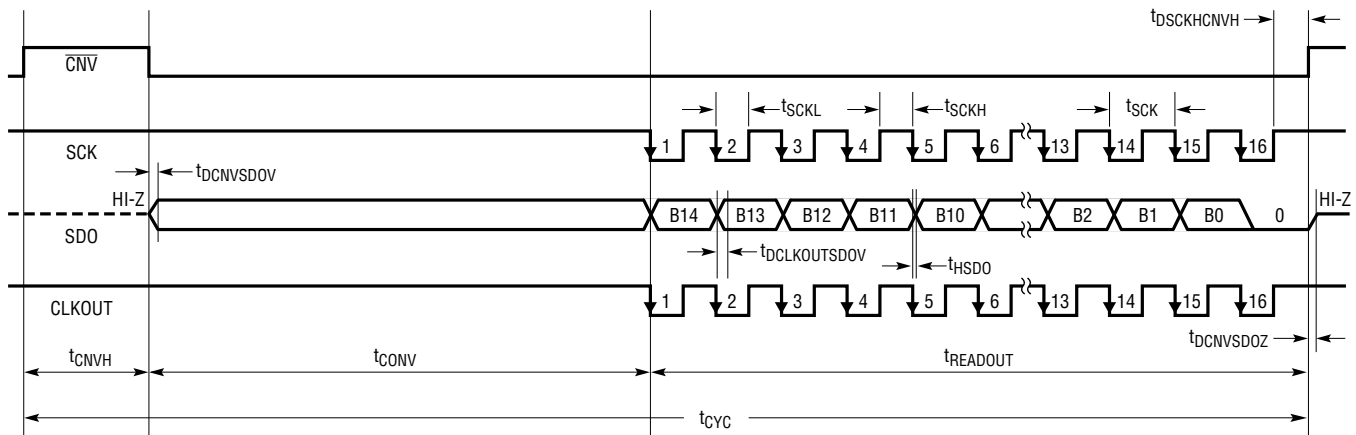 tDSCKHCNVH
CNV
tSCKL
tSCKH
tSCK
1 2 3 4 5 6 13 14 15 16
SCK
tDCNVSDOV
HI-Z
HI-Z
B14 B13 B12 B11 B10 B2 B1 B0 0
SDO
tDCLKOUTSDOV
tHSDO
1 2 3 4 5 6 13 14 15 16
CLKOUT
tDCNVSDOZ
tCNVH
tCONV
tREADOUT
tCYC